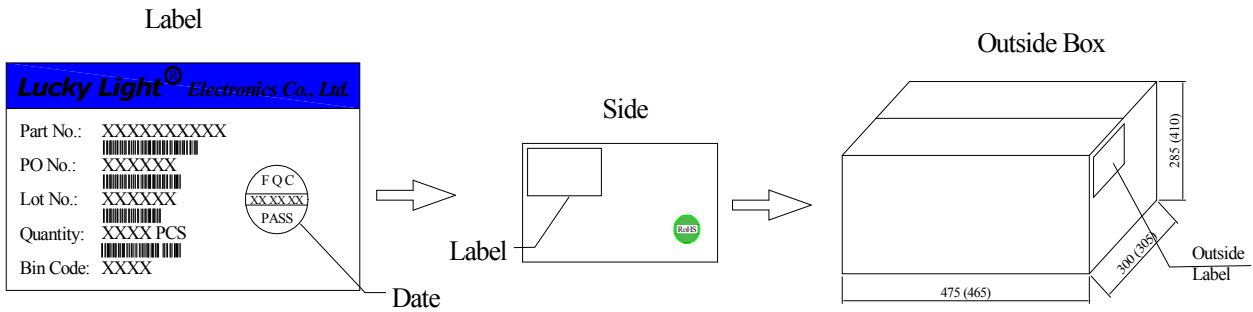 Label
Lucky Light® Electronics Co., Ltd.
Part No.: XXXXXXXXXX
PO No.: XXXXXX
Lot No.: XXXXXX
Quantity: XXXX PCS
Bin Code: XXXX
F Q C
XX XX XX
PASS
Date
Side
RoHS
Label
Outside Box
285 (410)
300 (305)
475 (465)
Outside
Label